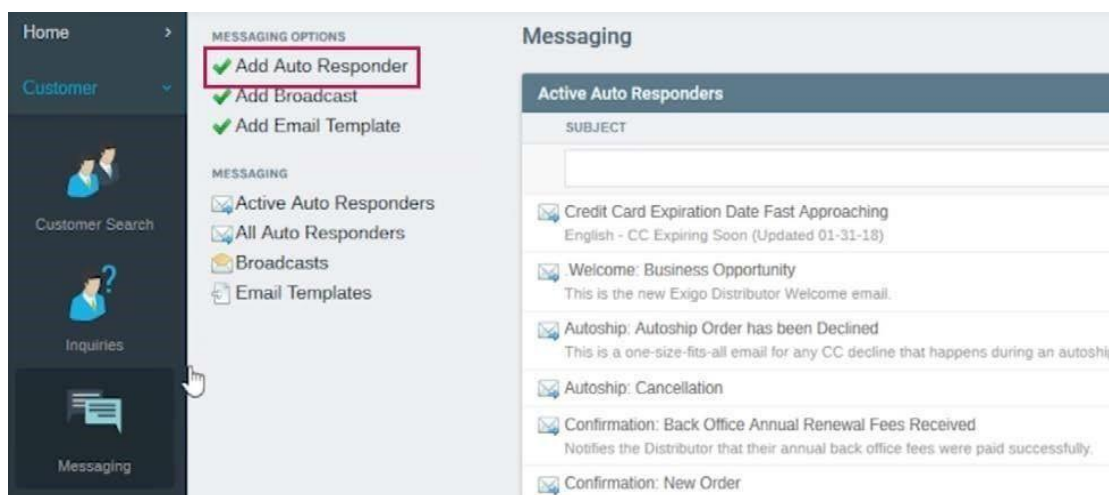 Home
Customer
Customer Search
Inquiries
Messaging
MESSAGING OPTIONS
Add Auto Responder
Add Broadcast
Add Email Template
MESSAGING
Active Auto Responders
All Auto Responders
Broadcasts
Email Templates
Messaging
Active Auto Responders
SUBJECT
Credit Card Expiration Date Fast Approaching
English - CC Expiring Soon (Updated 01-31-18)
.Welcome: Business Opportunity
This is the new Exigo Distributor Welcome email.
Autoship: Autoship Order has been Declined
This is a one-size-fits-all email for any CC decline that happens during an
Autoship: Cancellation
Confirmation: Back Office Annual Renewal Fees Received
Notifies the Distributor that their annual back office fees were paid successfully.
Confirmation: New Order